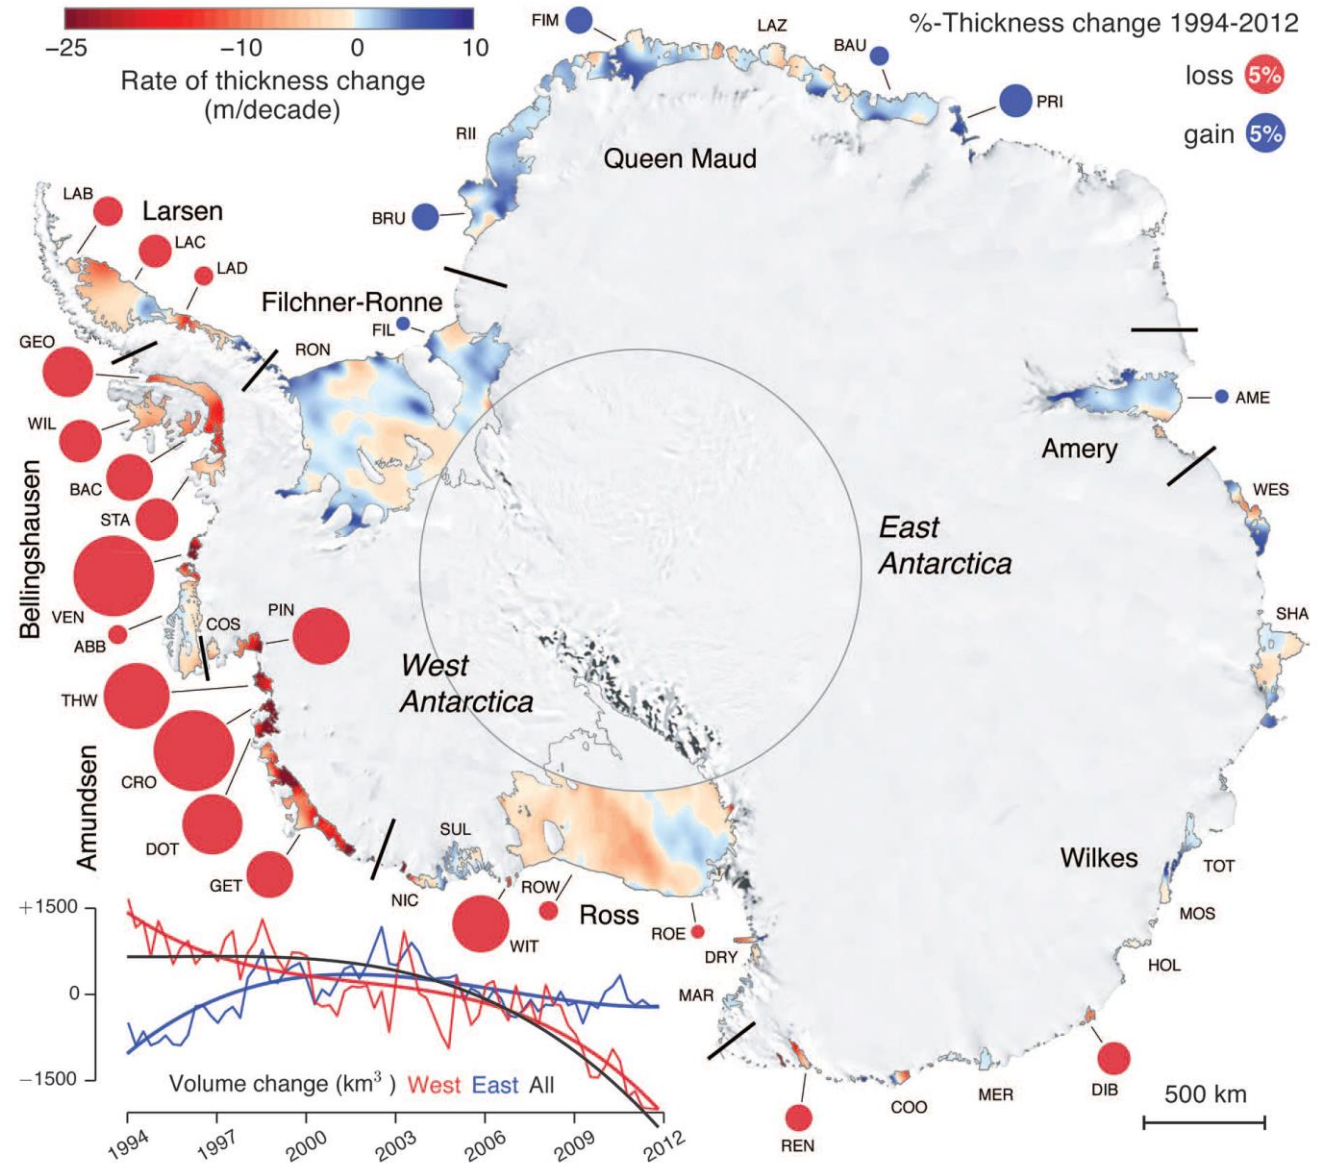 −25
−10
0
10
Rate of thickness change
(m/decade)
%-Thickness change 1994-2012
loss 5%
gain 5%
FIM
LAZ
BAU
PRI
RII
BRU
Queen Maud
LAB
Larsen
LAC
LAD
Filchner-Ronne
FIL
RON
GEO
WIL
BAC
STA
VEN
ABB
Bellingshausen
COS
PIN
THW
CRO
DOT
GET
Amundsen
West
Antarctica
East
Antarctica
AME
Amery
WES
SHA
Wilkes
TOT
MOS
HOL
DIB
MER
COO
REN
MAR
DRY
ROE
Ross
ROW
WIT
SUL
NIC
500 km
+1500
0
−1500
Volume change (km³ ) West East All
1994
1997
2000
2003
2006
2009
2012